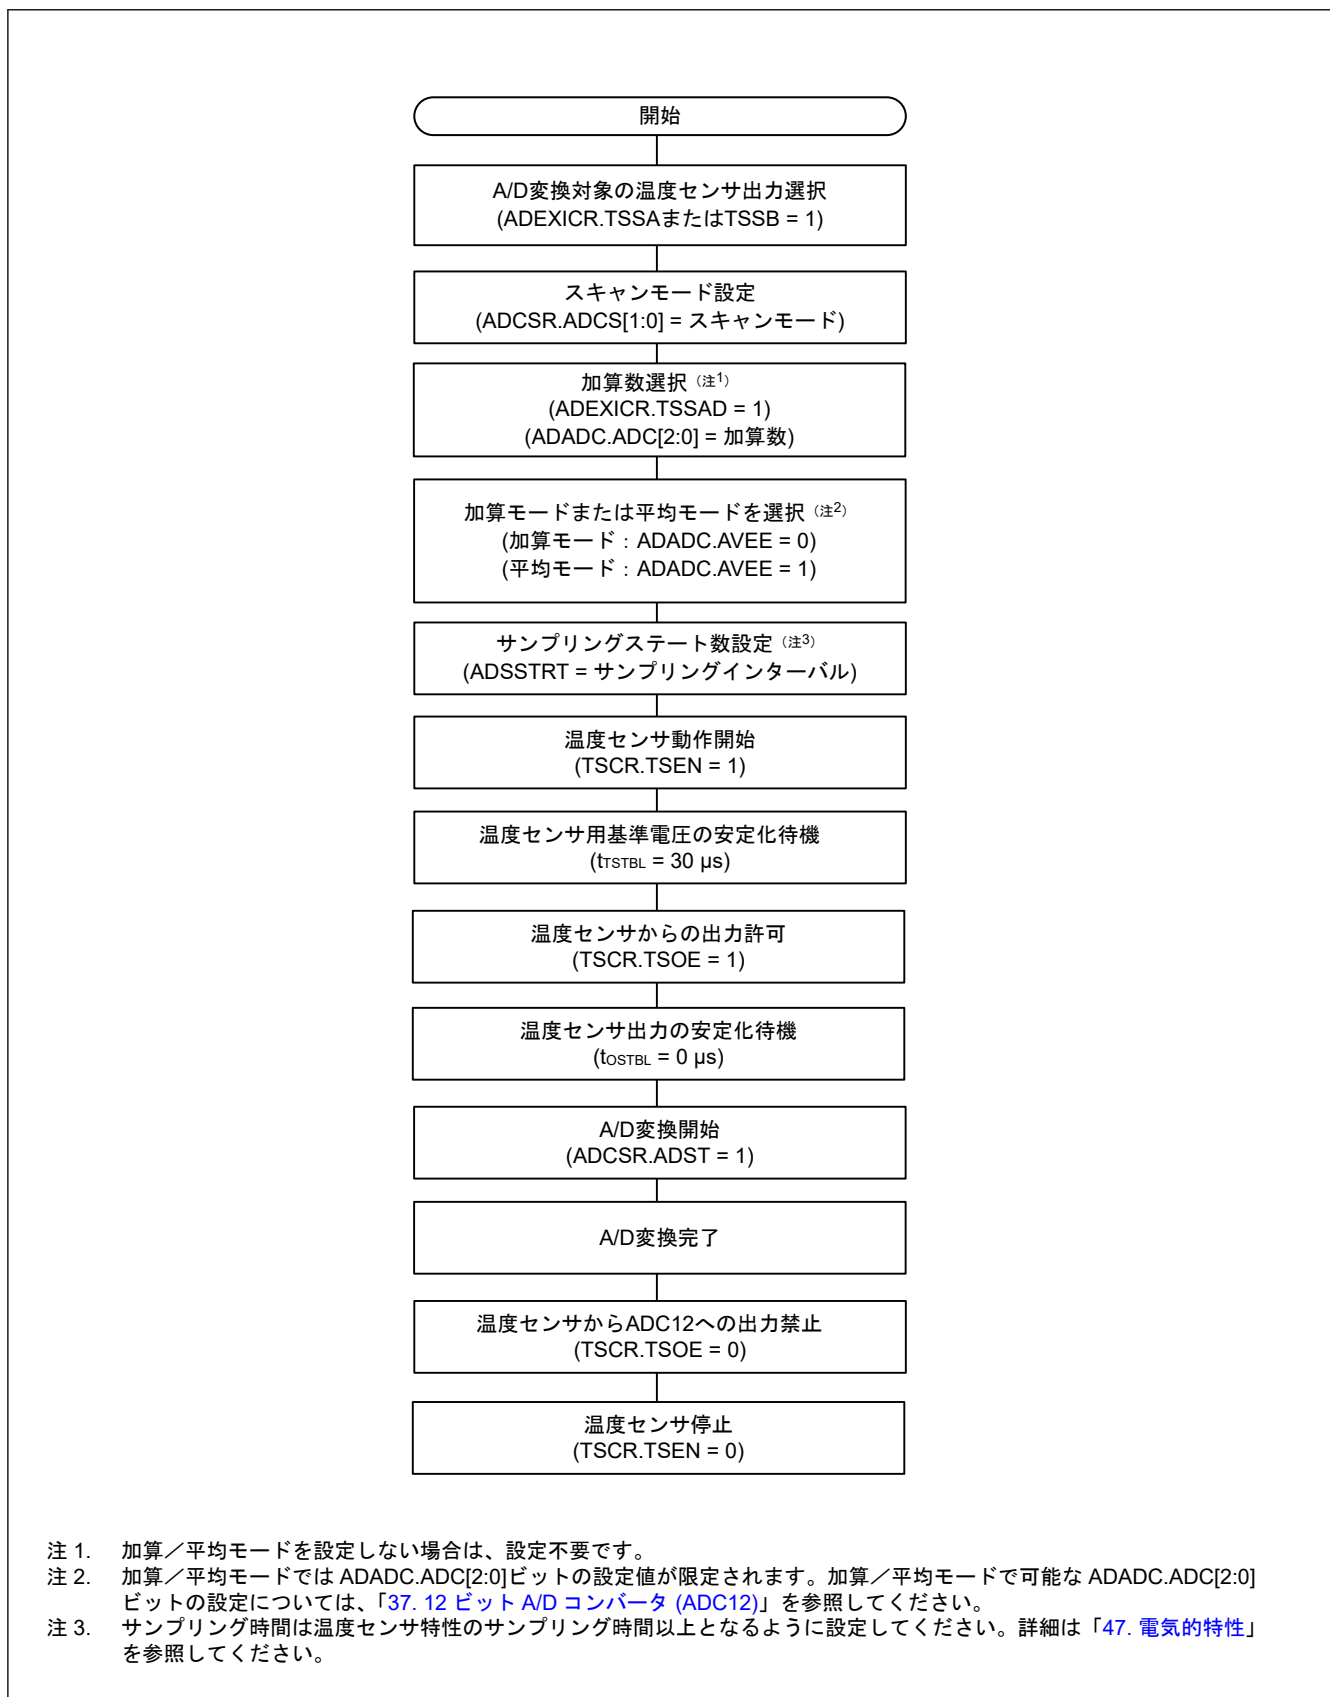 開始
A/D変換対象の温度センサ出力選択
(ADEXICR.TSSAまたはTSSB = 1)
スキャンモード設定
(ADCSR.ADCS[1:0] = スキャンモード)
加算数選択（注1）
(ADEXICR.TSSAD = 1)
(ADADC.ADC[2:0] = 加算数)
加算モードまたは平均モードを選択（注2）
(加算モード：ADADC.AVEE = 0)
(平均モード：ADADC.AVEE = 1)
サンプリングステート数設定（注3）
(ADSSTRT = サンプリングインターバル)
温度センサ動作開始
(TSCR.TSEN = 1)
温度センサ用基準電圧の安定化待機
(tTSTBL = 30 μs)
温度センサからの出力許可
(TSCR.TSOE = 1)
温度センサ出力の安定化待機
(tOSTBL = 0 μs)
A/D変換開始
(ADCSR.ADST = 1)
A/D変換完了
温度センサからADC12への出力禁止
(TSCR.TSOE = 0)
温度センサ停止
(TSCR.TSEN = 0)
注 1. 加算／平均モードを設定しない場合は、設定不要です。
注 2. 加算／平均モードでは ADADC.ADC[2:0]ビットの設定値が限定されます。加算／平均モードで可能な ADADC.ADC[2:0]
ビットの設定については、「37. 12 ビット A/D コンバータ (ADC12)」を参照してください。
注 3. サンプリング時間は温度センサ特性のサンプリング時間以上となるように設定してください。詳細は「47. 電気的特性」
を参照してください。